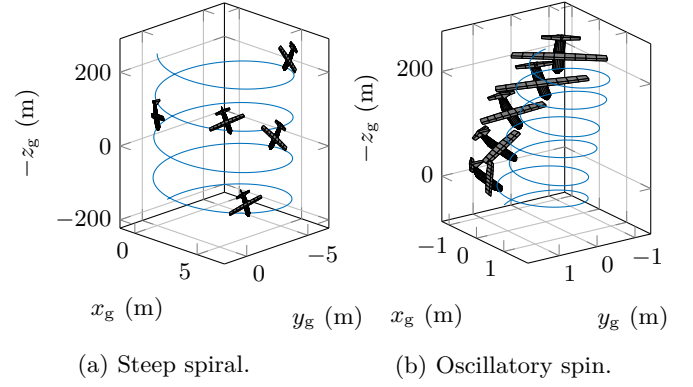 200
0
−200
−z_g (m)
0
5
0
−5
x_g (m)
y_g (m)
(a) Steep spiral.
200
0
−z_g (m)
−1
0
1
1
0
−1
x_g (m)
y_g (m)
(b) Oscillatory spin.